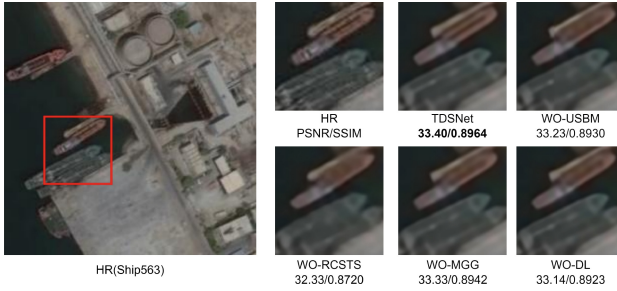 HR
PSNR/SSIM
TDSNet
33.40/0.8964
WO-USBM
33.23/0.8930
HR(Ship563)
WO-RCSTS
32.33/0.8720
WO-MGG
33.33/0.8942
WO-DL
33.14/0.8923